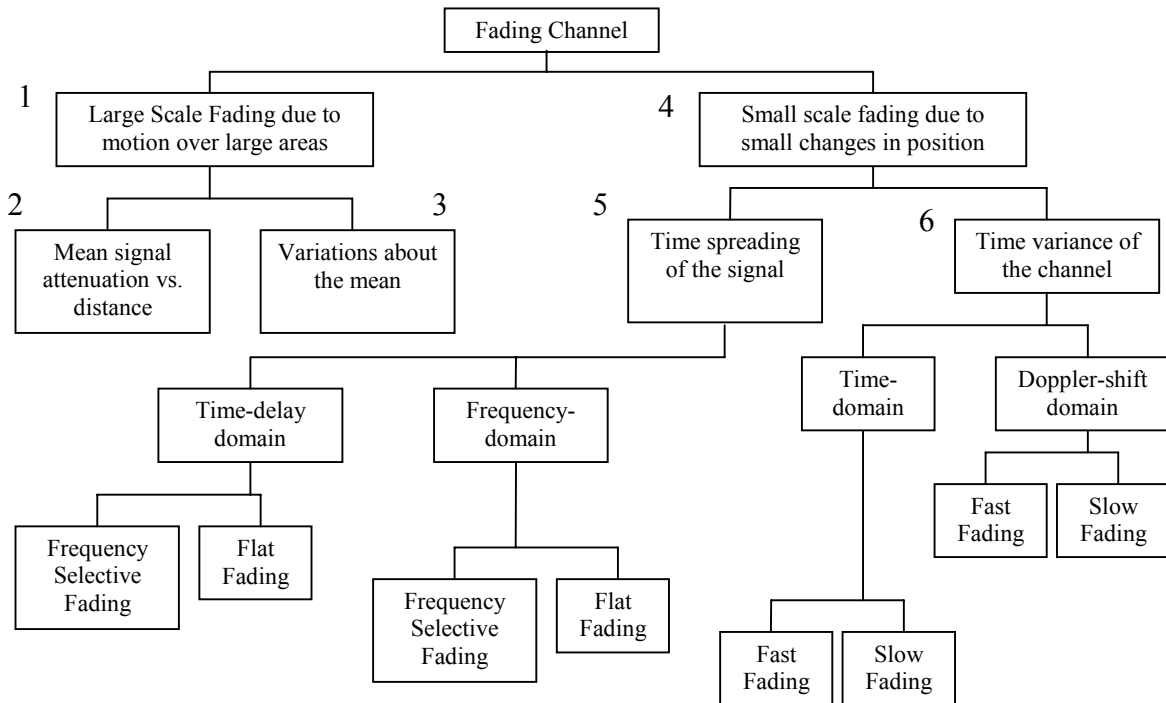 Fading Channel
1
Large Scale Fading due to
motion over large areas
4
Small scale fading due to
small changes in position
2
Mean signal
attenuation vs.
distance
3
Variations about
the mean
5
Time spreading
of the signal
6
Time variance of
the channel
Time-delay
domain
Frequency-
domain
Time-
domain
Doppler-shift
domain
Frequency
Selective
Fading
Flat
Fading
Frequency
Selective
Fading
Flat
Fading
Fast
Fading
Slow
Fading
Fast
Fading
Slow
Fading